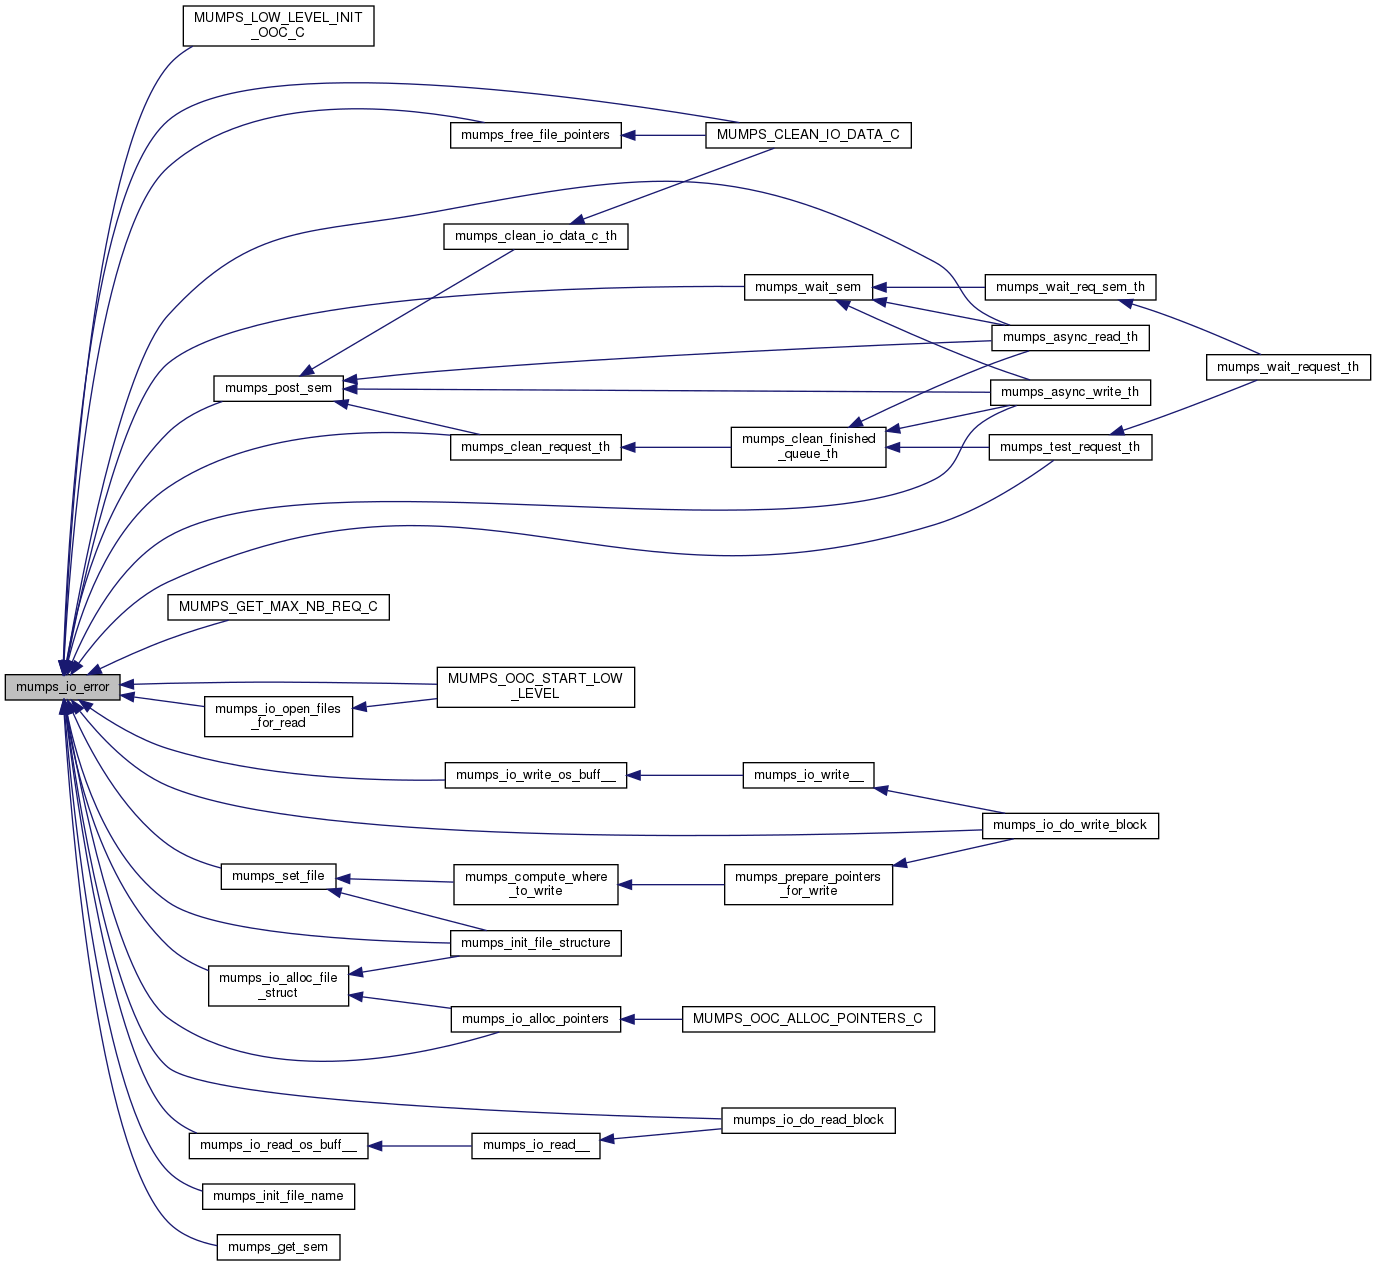 MUMPS_LOW_LEVEL_INIT
_OOC_C
mumps_free_file_pointers
MUMPS_CLEAN_IO_DATA_C
mumps_clean_io_data_c_th
mumps_wait_sem
mumps_wait_req_sem_th
mumps_async_read_th
mumps_wait_request_th
mumps_post_sem
mumps_async_write_th
mumps_clean_request_th
mumps_clean_finished
_queue_th
mumps_test_request_th
MUMPS_GET_MAX_NB_REQ_C
mumps_io_error
MUMPS_OOC_START_LOW
_LEVEL
mumps_io_open_files
_for_read
mumps_io_write_os_buff__
mumps_io_write__
mumps_io_do_write_block
mumps_set_file
mumps_compute_where
_to_write
mumps_prepare_pointers
_for_write
mumps_init_file_structure
mumps_io_alloc_file
_struct
mumps_io_alloc_pointers
MUMPS_OOC_ALLOC_POINTERS_C
mumps_io_do_read_block
mumps_io_read_os_buff__
mumps_io_read__
mumps_init_file_name
mumps_get_sem